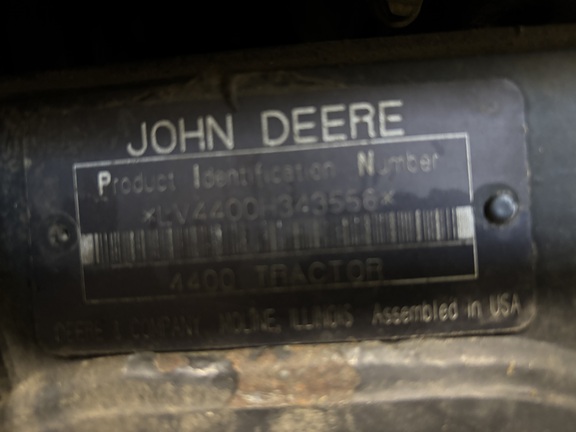 JOHN DEERE
Product Identification Number
*LV4400H343556*
4400 TRACTOR
DEERE & COMPANY, MOLINE, ILLINOIS Assembled in USA